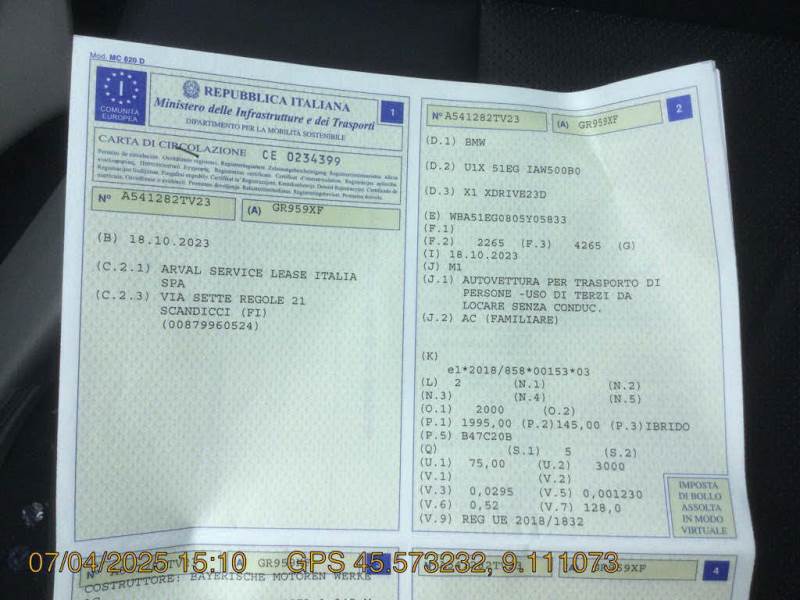 Mod. MC 820 D
I
COMUNITÀ
EUROPEA
REPUBBLICA ITALIANA
Ministero delle Infrastrutture e dei Trasporti
DIPARTIMENTO PER LA MOBILITÀ SOSTENIBILE
1
CARTA DI CIRCOLAZIONE CE 0234399
N° A541282TV23 (A) GR959XF
(B) 18.10.2023
(C.2.1) ARVAL SERVICE LEASE ITALIA
SPA
(C.2.3) VIA SETTE REGOLE 21
SCANDICCI (FI)
(00879960524)
N° A541282TV23 (A) GR959XF
2
(D.1) BMW
(D.2) U1X 51EG IAW500B0
(D.3) X1 XDRIVE23D
(E) WBA51EG0805Y05833
(F.1)
(F.2) 2265 (F.3) 4265 (G)
(I) 18.10.2023
(J) M1
(J.1) AUTOVETTURA PER TRASPORTO DI
PERSONE -USO DI TERZI DA
LOCARE SENZA CONDUC.
(J.2) AC (FAMILIARE)
(K)
e1*2018/858*00153*03
(L) 2 (N.1) (N.2)
(N.3) (N.4) (N.5)
(O.1) 2000 (O.2)
(P.1) 1995,00 (P.2)145,00 (P.3)IBRIDO
(P.5) B47C20B
(Q) (S.1) 5 (S.2)
(U.1) 75,00 (U.2) 3000
(V.1) (V.2)
(V.3) 0,0295 (V.5) 0,001230
(V.6) 0,52 (V.7) 128,0
(V.9) REG UE 2018/1832
IMPOSTA
DI BOLLO
ASSOLTA
IN MODO
VIRTUALE
07/04/2025 15:10 GPS 45.573232, 9.111073
N° GR959
COSTRUTTORE: BAYERISCHE MOTOREN WERKE
N° A541282TV23 (A) GR959XF
4